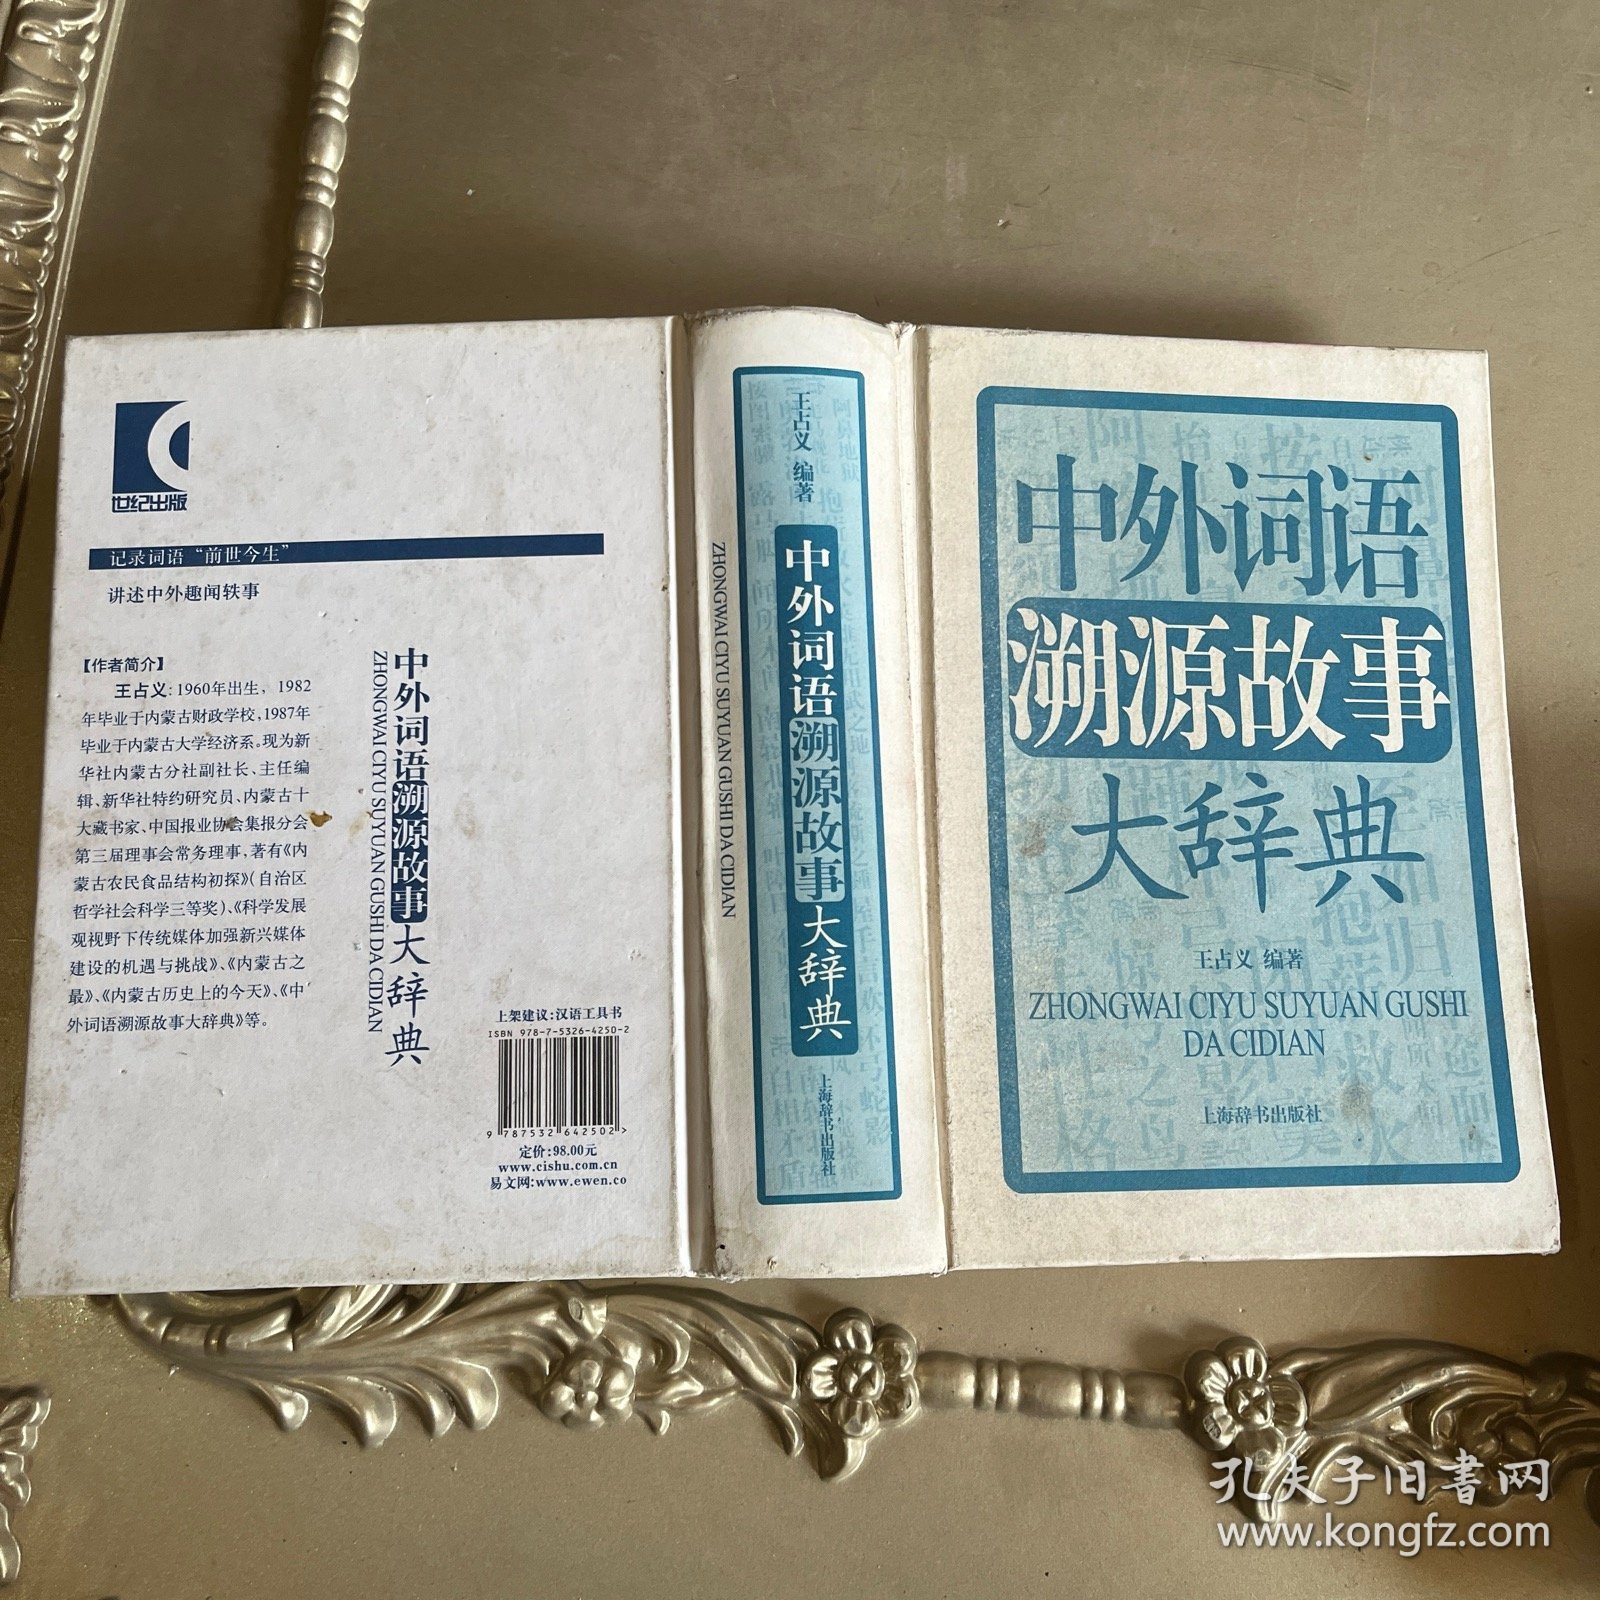 世纪出版
记录词语“前世今生”
讲述中外趣闻轶事
【作者简介】
王占义：1960年出生，1982
年毕业于内蒙古财政学校，1987年
毕业于内蒙古大学经济系。现为新
华社内蒙古分社副社长、主任编
辑、新华社特约研究员、内蒙古十
大藏书家、中国报业协会集报分会
第三届理事会常务理事，著有《内
蒙古农民食品结构初探》（自治区
哲学社会科学三等奖）、《科学发展
观视野下传统媒体加强新兴媒体
建设的机遇与挑战》、《内蒙古之
最》、《内蒙古历史上的今天》、《中
外词语溯源故事大辞典》等。
中外词语溯源故事大辞典
ZHONGWAI CIYU SUYUAN GUSHI DA CIDIAN
上架建议：汉语工具书
ISBN 978-7-5326-4250-2
9 787532 642502 >
定价：98.00元
www.cishu.com.cn
易文网：www.ewen.co
王占义 编著
中外词语溯源故事大辞典
ZHONGWAI CIYU SUYUAN GUSHI DA CIDIAN
上海辞书出版社
中外词语
溯源故事
大辞典
王占义 编著
ZHONGWAI CIYU SUYUAN GUSHI
DA CIDIAN
上海辞书出版社
孔夫子旧书网
www.kongfz.com